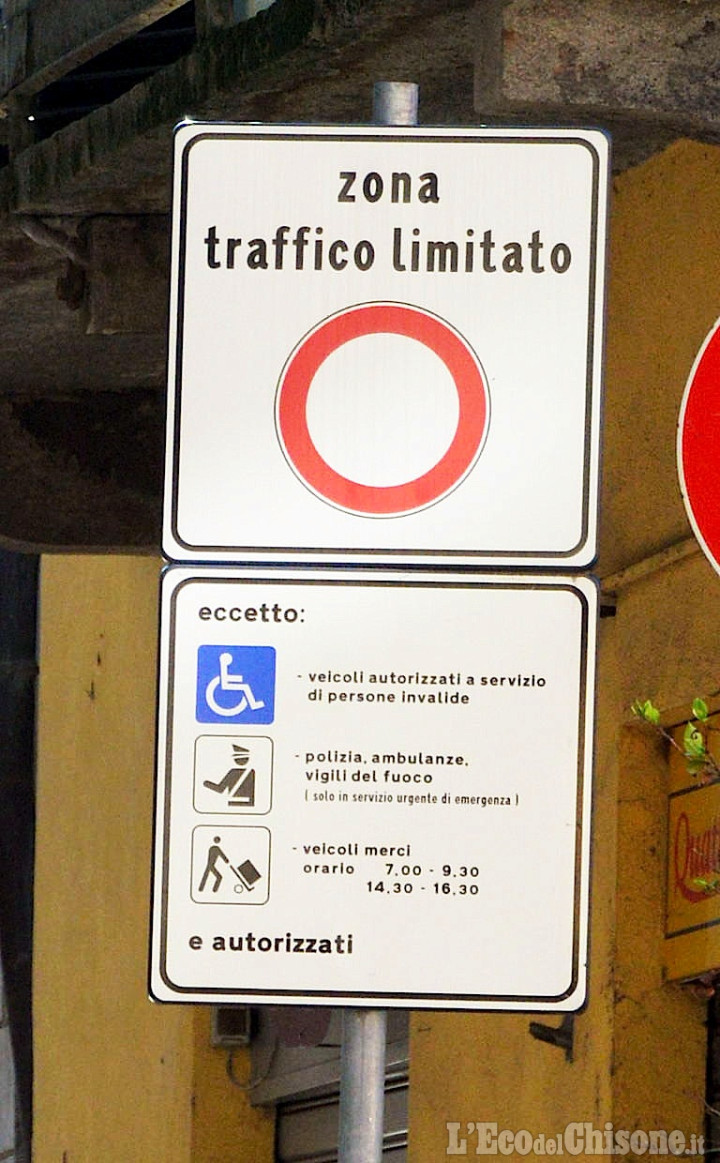 zona
traffico limitato
eccetto:
- veicoli autorizzati a servizio
di persone invalide
- polizia, ambulanze,
vigili del fuoco
( solo in servizio urgente di emergenza )
- veicoli merci
orario 7.00 - 9.30
14.30 - 16.30
e autorizzati
L'EcodelChisone.it